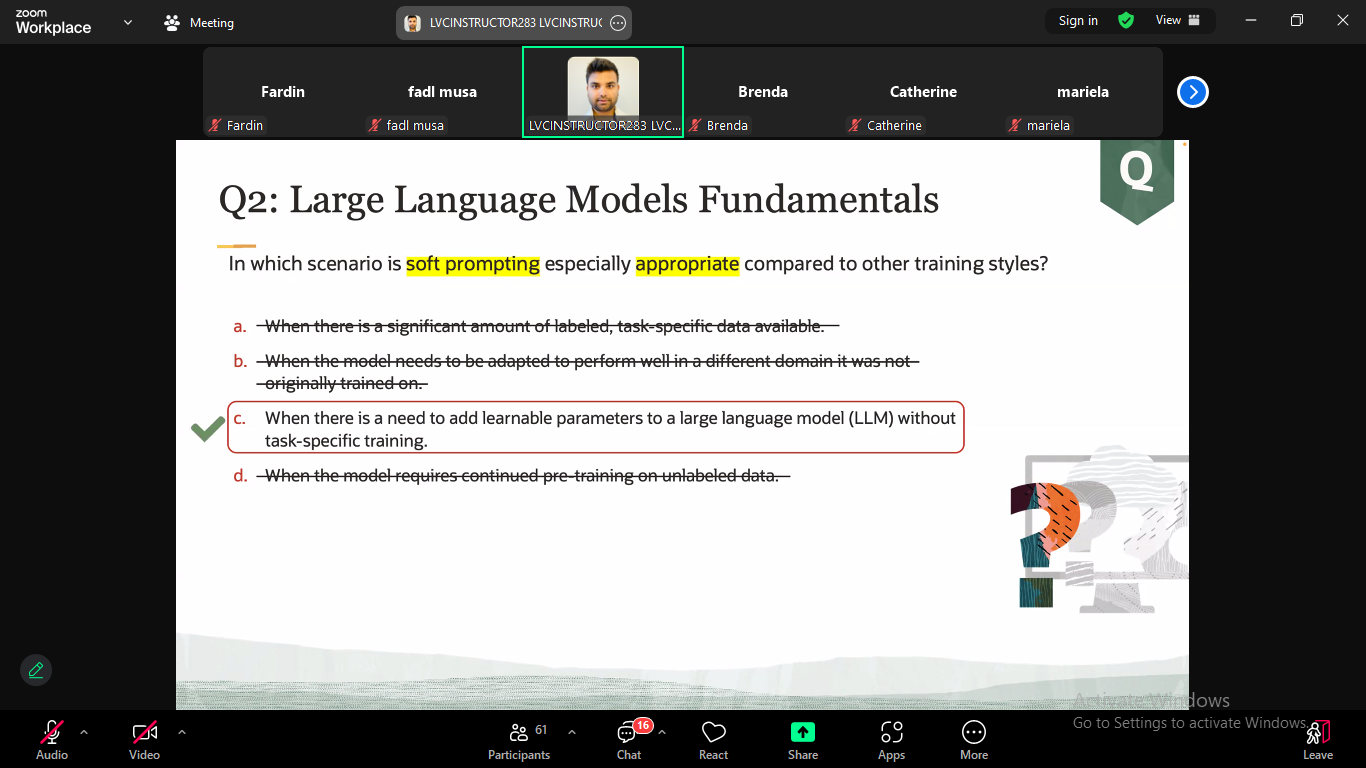 zoom
Workplace
Meeting
LVCINSTRUCTOR283 LVCINSTRUC
Sign in
View
Fardin
fadl musa
Brenda
Catherine
mariela
Fardin
fadl musa
LVCINSTRUCTOR283 LVC...
Brenda
Catherine
mariela
Q
Q2: Large Language Models Fundamentals
In which scenario is soft prompting especially appropriate compared to other training styles?
a. When there is a significant amount of labeled, task-specific data available.
b. When the model needs to be adapted to perform well in a different domain it was not
originally trained on.
c. When there is a need to add learnable parameters to a large language model (LLM) without
task-specific training.
d. When the model requires continued pre-training on unlabeled data.
Activate Windows
Go to Settings to activate Windows.
Audio
Video
61
Participants
16
Chat
React
Share
Apps
More
Leave